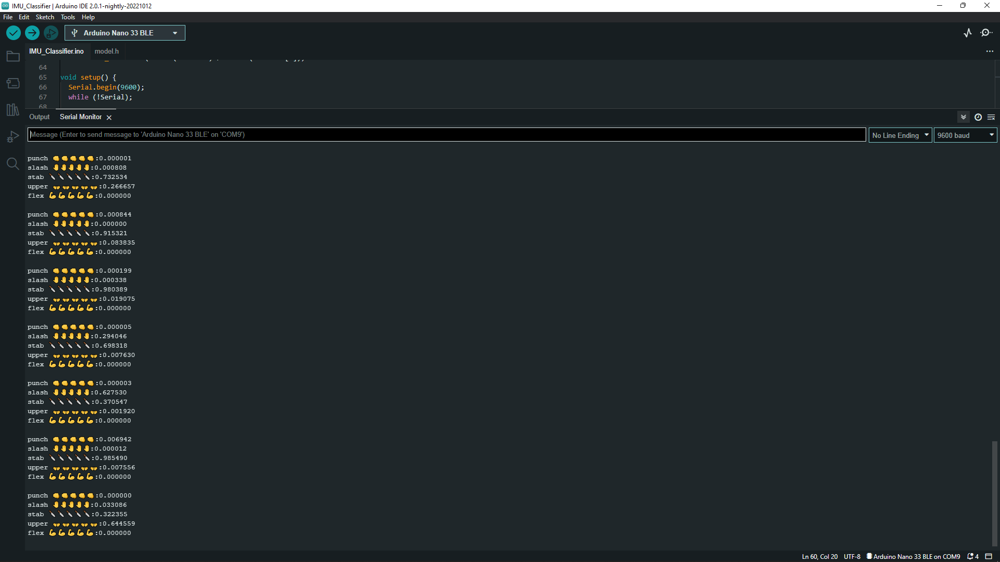 IMU_Classifier | Arduino IDE 2.0.1-nightly-20221012
File Edit Sketch Tools Help
Arduino Nano 33 BLE
IMU_Classifier.ino model.h
64
65 void setup() {
66 Serial.begin(9600);
67 while (!Serial);
68
Output Serial Monitor
Message (Enter to send message to 'Arduino Nano 33 BLE' on 'COM9')
No Line Ending 9600 baud
punch 👊👊👊👊👊:0.000001
slash 🤚🤚🤚🤚🤚:0.000808
stab 🔪🔪🔪🔪🔪:0.732534
upper 👐👐👐👐👐:0.266657
flex 💪💪💪💪💪:0.000000
punch 👊👊👊👊👊:0.000844
slash 🤚🤚🤚🤚🤚:0.000000
stab 🔪🔪🔪🔪🔪:0.915321
upper 👐👐👐👐👐:0.083835
flex 💪💪💪💪💪:0.000000
punch 👊👊👊👊👊:0.000199
slash 🤚🤚🤚🤚🤚:0.000338
stab 🔪🔪🔪🔪🔪:0.980389
upper 👐👐👐👐👐:0.019075
flex 💪💪💪💪💪:0.000000
punch 👊👊👊👊👊:0.000005
slash 🤚🤚🤚🤚🤚:0.294046
stab 🔪🔪🔪🔪🔪:0.698318
upper 👐👐👐👐👐:0.007630
flex 💪💪💪💪💪:0.000000
punch 👊👊👊👊👊:0.000003
slash 🤚🤚🤚🤚🤚:0.627530
stab 🔪🔪🔪🔪🔪:0.370547
upper 👐👐👐👐👐:0.001920
flex 💪💪💪💪💪:0.000000
punch 👊👊👊👊👊:0.006942
slash 🤚🤚🤚🤚🤚:0.000012
stab 🔪🔪🔪🔪🔪:0.985490
upper 👐👐👐👐👐:0.007556
flex 💪💪💪💪💪:0.000000
punch 👊👊👊👊👊:0.000000
slash 🤚🤚🤚🤚🤚:0.033086
stab 🔪🔪🔪🔪🔪:0.322355
upper 👐👐👐👐👐:0.644559
flex 💪💪💪💪💪:0.000000
Ln 60, Col 20 UTF-8 Arduino Nano 33 BLE on COM9 4